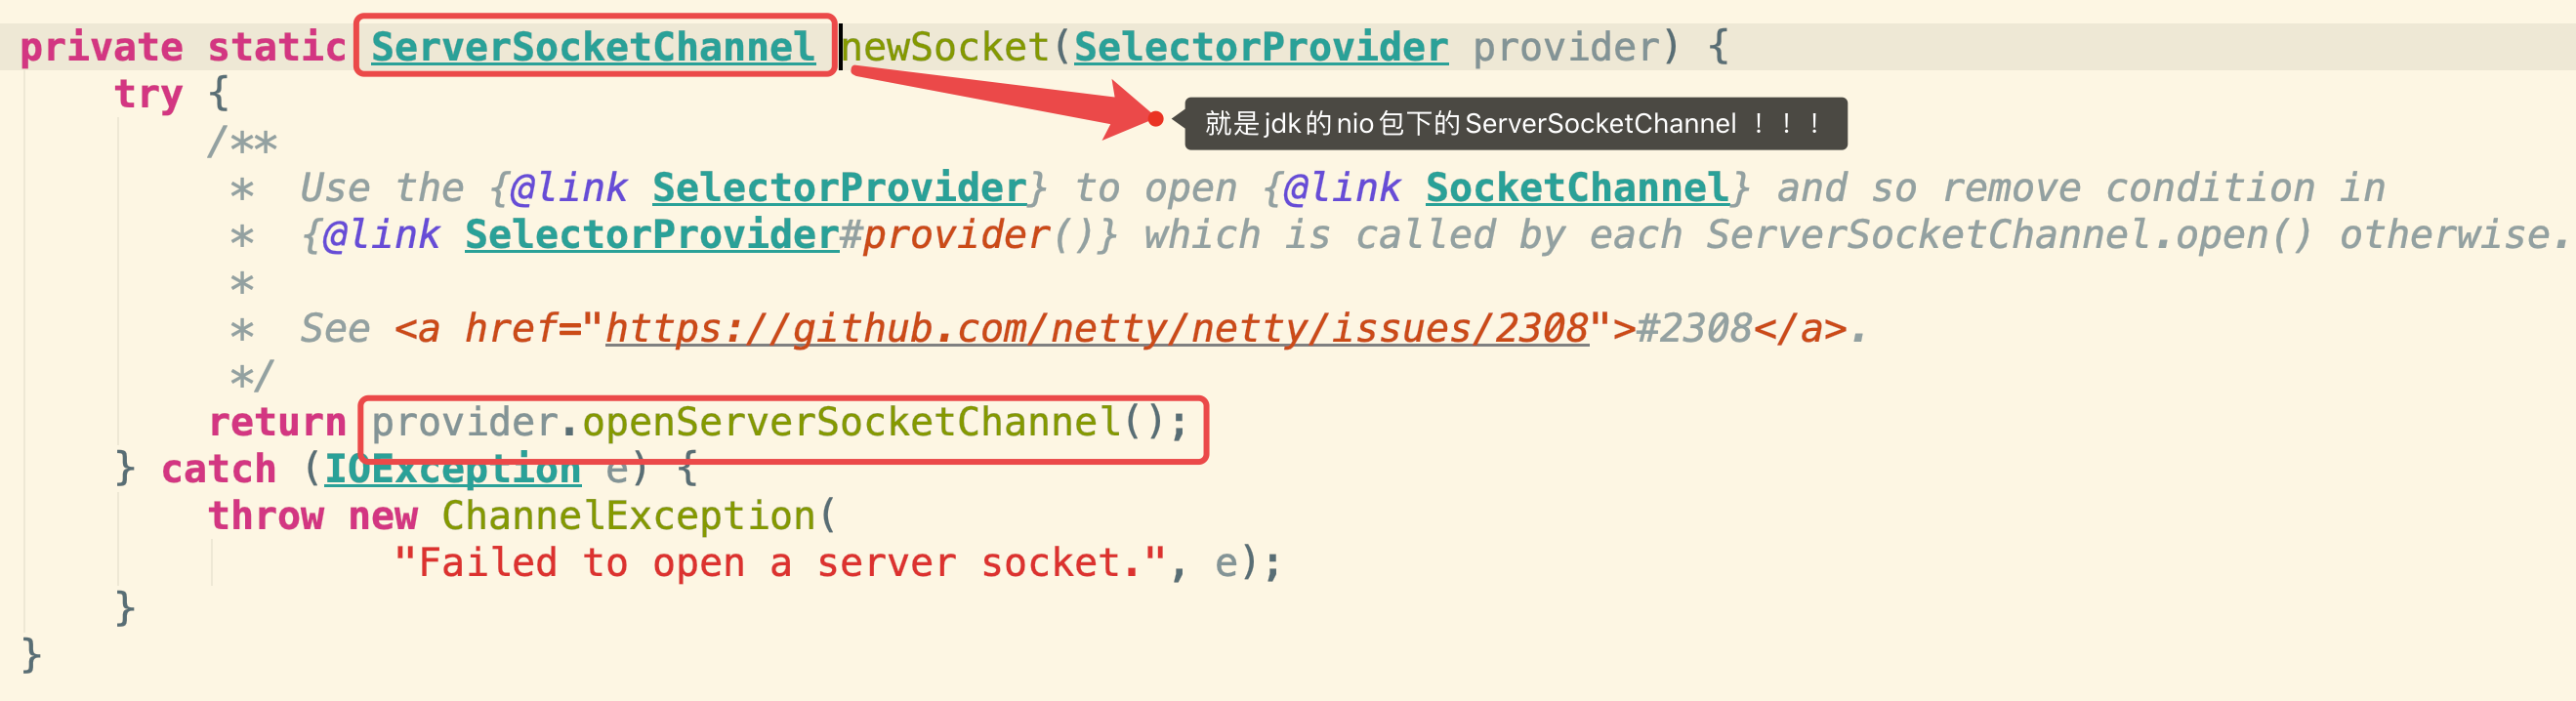 private static ServerSocketChannel newSocket(SelectorProvider provider) {
try {
就是jdk的nio包下的ServerSocketChannel ！！！
/**
* Use the {@link SelectorProvider} to open {@link SocketChannel} and so remove condition in
* {@link SelectorProvider#provider()} which is called by each ServerSocketChannel.open() otherwise.
*
* See <a href="https://github.com/netty/netty/issues/2308">#2308</a>.
*/
return provider.openServerSocketChannel();
} catch (IOException e) {
throw new ChannelException(
"Failed to open a server socket.", e);
}
}